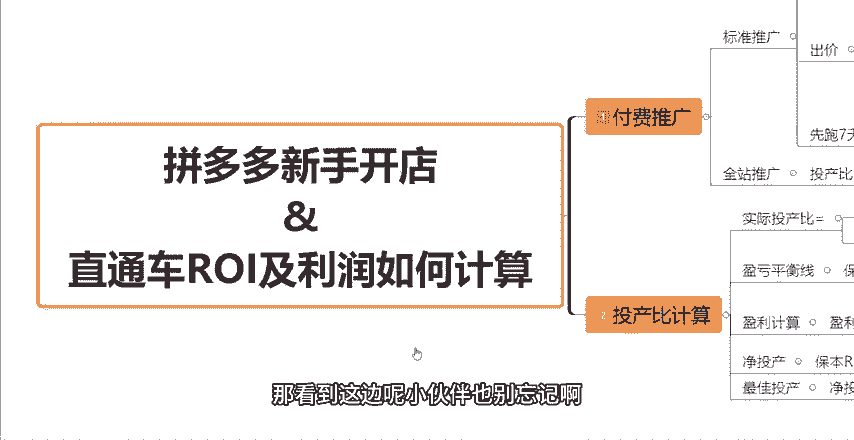 拼多多新手开店
&
直通车ROI及利润如何计算
1 付费推广
标准推广
出价
先跑7天
全站推广
投产比
2 投产比计算
实际投产比=
盈亏平衡线
保
盈利计算
盈利
净投产
保本R
最佳投产
净投
那看到这边呢小伙伴也别忘记啊